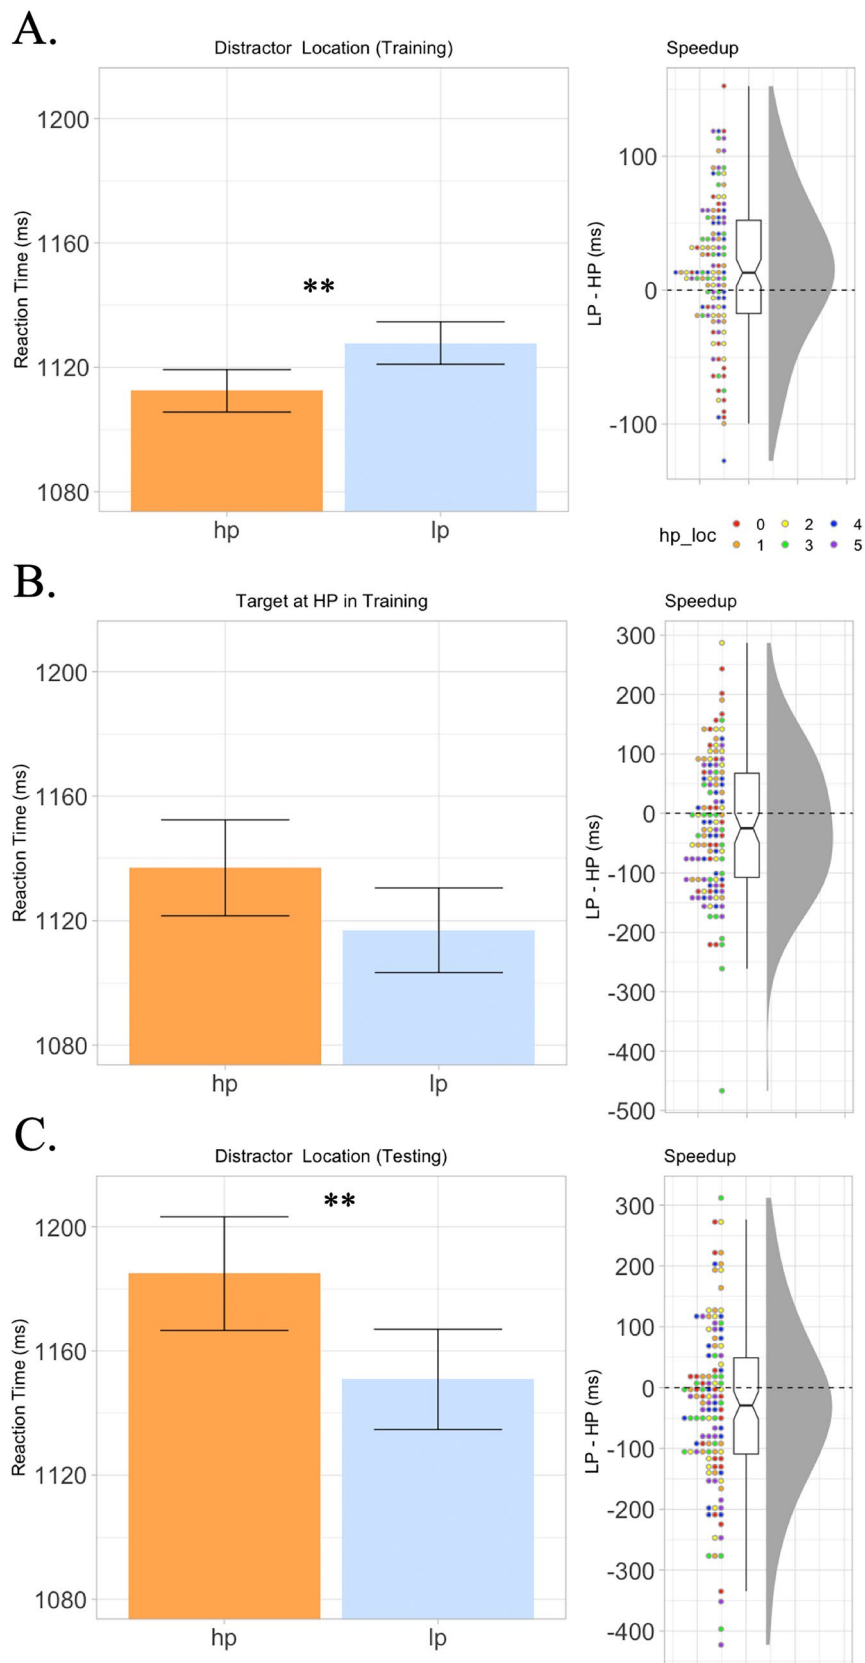 A.
Distractor Location (Training)
Speedup
Reaction Time (ms)
1200
1160
1120
1080
**
hp
lp
LP - HP (ms)
100
0
-100
hp_loc
0 2 4
1 3 5
B.
Target at HP in Training
Speedup
Reaction Time (ms)
1200
1160
1120
1080
hp
lp
LP - HP (ms)
300
200
100
0
-100
-200
-300
-400
-500
C.
Distractor Location (Testing)
Speedup
Reaction Time (ms)
1200
1160
1120
1080
**
hp
lp
LP - HP (ms)
300
200
100
0
-100
-200
-300
-400